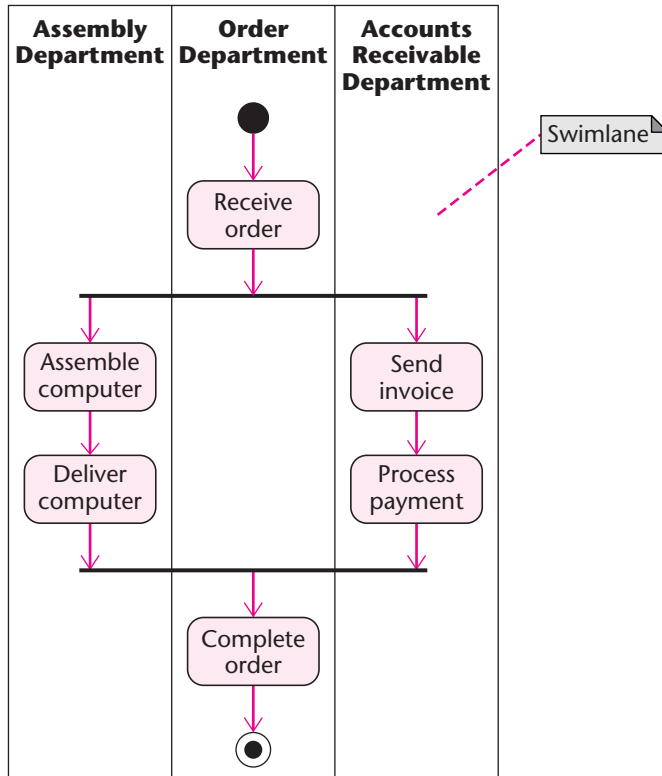 Assembly
Department
Order
Department
Accounts
Receivable
Department
Swimlane
Receive
order
Assemble
computer
Send
invoice
Deliver
computer
Process
payment
Complete
order